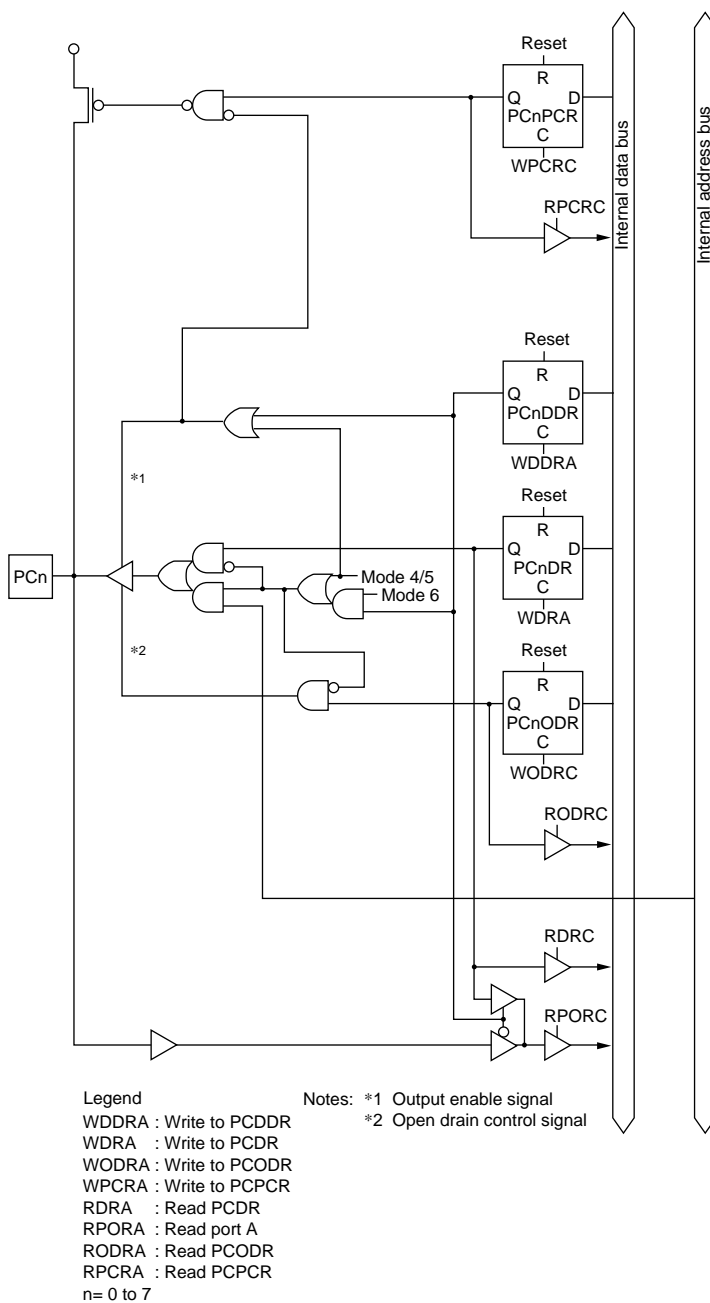 Reset
R
Q D
PCnPCR
C
WPCRC
RPCRC
Internal data bus
Internal address bus
Reset
R
Q D
PCnDDR
C
WDDRA
*1
Reset
R
Q D
PCnDR
C
WDRA
PCn
Mode 4/5
Mode 6
*2
Reset
R
Q D
PCnODR
C
WODRC
RODRC
RDRC
RPORC
Legend
WDDRA : Write to PCDDR
WDRA : Write to PCDR
WODRA : Write to PCODR
WPCRA : Write to PCPCR
RDRA : Read PCDR
RPORA : Read port A
RODRA : Read PCODR
RPCRA : Read PCPCR
n= 0 to 7
Notes: *1 Output enable signal
*2 Open drain control signal